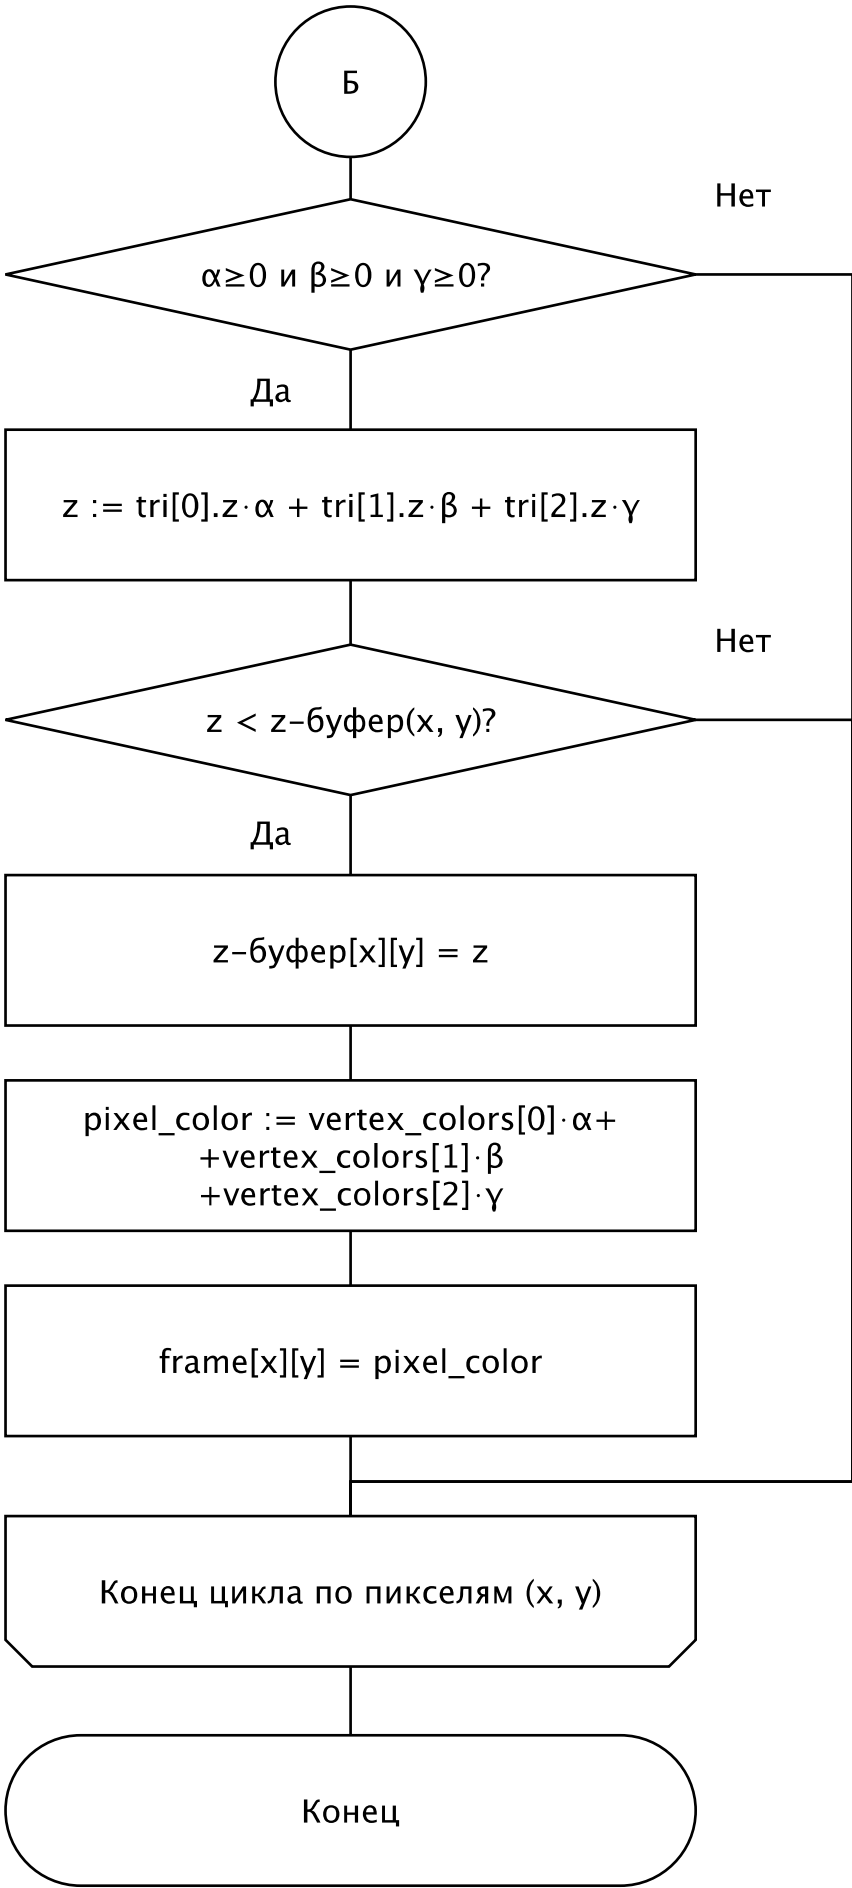 Б
Нет
α≥0 и β≥0 и γ≥0?
Да
z := tri[0].z·α + tri[1].z·β + tri[2].z·γ
Нет
z < z-буфер(x, y)?
Да
z-буфер[x][y] = z
pixel_color := vertex_colors[0]·α+
+vertex_colors[1]·β
+vertex_colors[2]·γ
frame[x][y] = pixel_color
Конец цикла по пикселям (x, y)
Конец